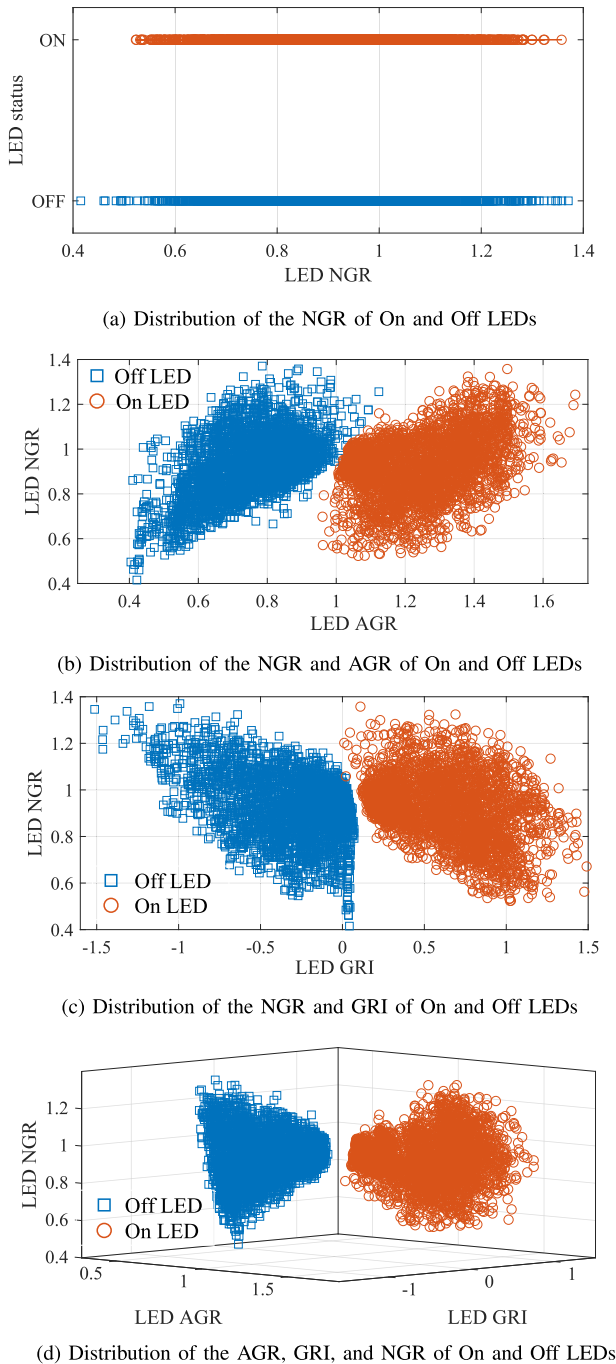 ON
LED status
OFF
0.4 0.6 0.8 1 1.2 1.4
LED NGR
(a) Distribution of the NGR of On and Off LEDs
1.4
Off LED
On LED
1.2
1
0.8
0.6
0.4
LED NGR
0.4 0.6 0.8 1 1.2 1.4 1.6
LED AGR
(b) Distribution of the NGR and AGR of On and Off LEDs
1.4
1.2
1
0.8
0.6
0.4
LED NGR
Off LED
On LED
-1.5 -1 -0.5 0 0.5 1 1.5
LED GRI
(c) Distribution of the NGR and GRI of On and Off LEDs
1.2
1
0.8
0.6
0.4
LED NGR
Off LED
On LED
0.5 1 1.5 -1 0 1
LED AGR LED GRI
(d) Distribution of the AGR, GRI, and NGR of On and Off LEDs